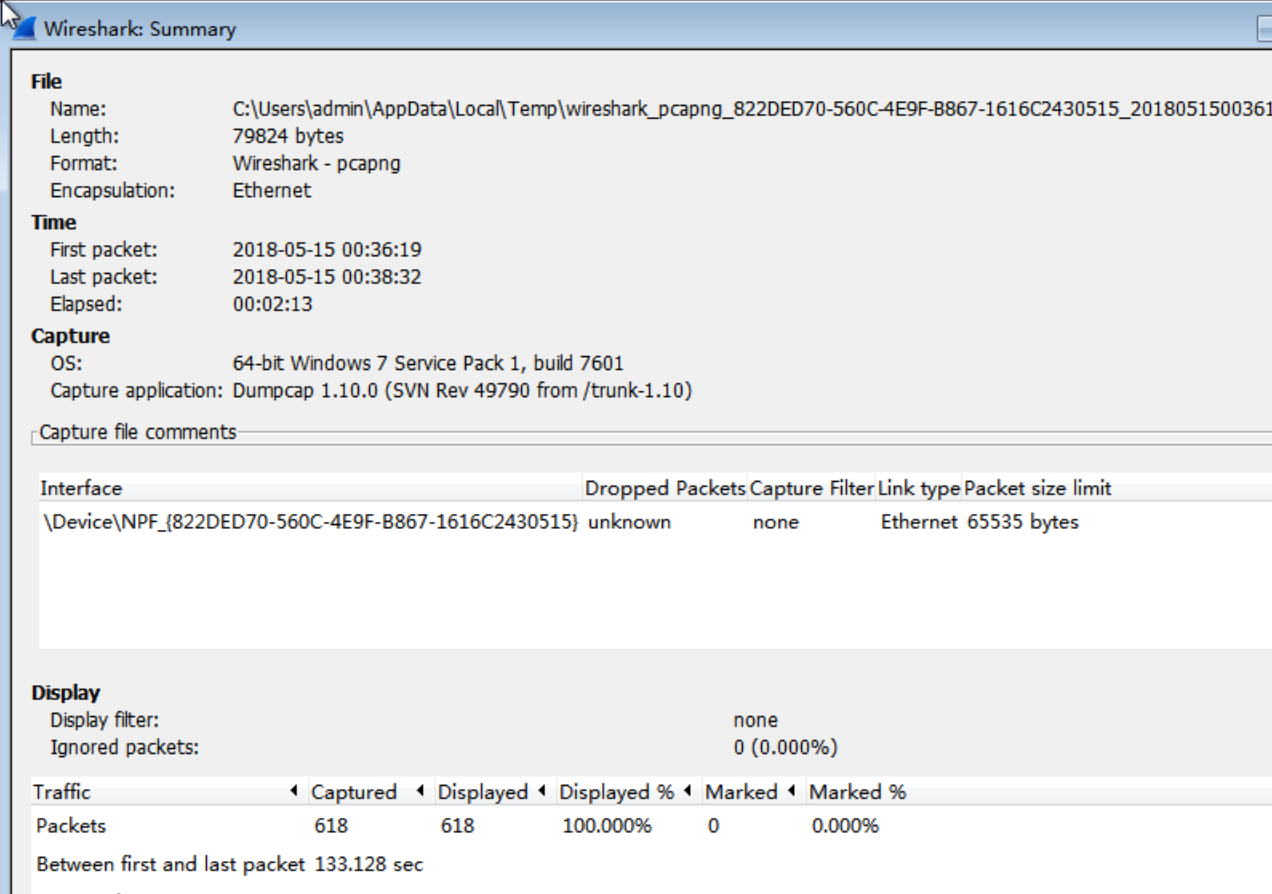 Wireshark: Summary
File
Name: C:\Users\admin\AppData\Local\Temp\wireshark_pcapng_822DED70-560C-4E9F-B867-1616C2430515_2018051500361
Length: 79824 bytes
Format: Wireshark - pcapng
Encapsulation: Ethernet
Time
First packet: 2018-05-15 00:36:19
Last packet: 2018-05-15 00:38:32
Elapsed: 00:02:13
Capture
OS: 64-bit Windows 7 Service Pack 1, build 7601
Capture application: Dumpcap 1.10.0 (SVN Rev 49790 from /trunk-1.10)
Capture file comments
Interface Dropped Packets Capture Filter Link type Packet size limit
\Device\NPF_{822DED70-560C-4E9F-B867-1616C2430515} unknown none Ethernet 65535 bytes
Display
Display filter: none
Ignored packets: 0 (0.000%)
Traffic Captured Displayed Displayed % Marked Marked %
Packets 618 618 100.000% 0 0.000%
Between first and last packet 133.128 sec